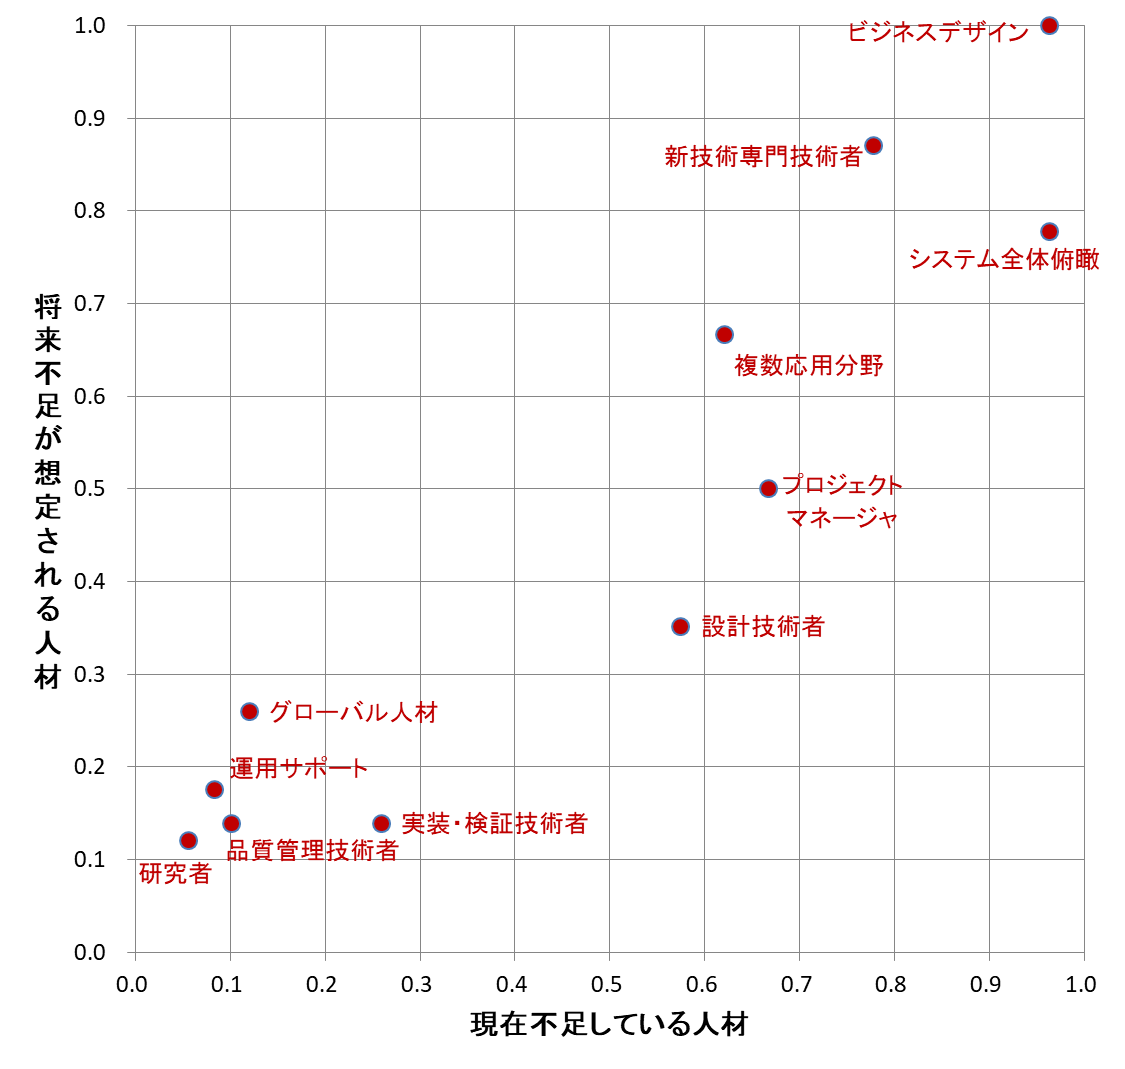 1.0
ビジネスデザイン
0.9
新技術専門技術者
0.8
システム全体俯瞰
0.7
複数応用分野
0.6
0.5
プロジェクト
マネージャ
0.4
設計技術者
0.3
グローバル人材
0.2
運用サポート
実装・検証技術者
品質管理技術者
0.1
研究者
0.0
将来不足が想定される人材
0.0 0.1 0.2 0.3 0.4 0.5 0.6 0.7 0.8 0.9 1.0
現在不足している人材